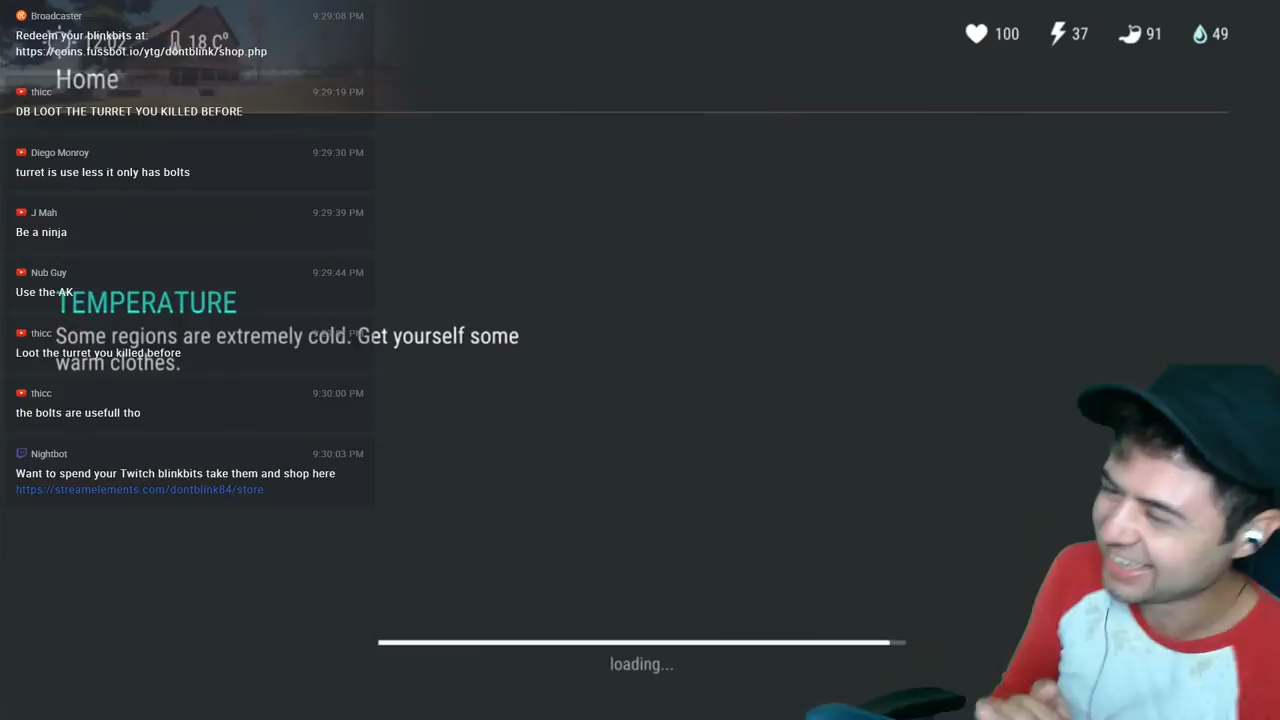 Broadcaster 9:29:08 PM
Redeem your blinkbits at:
https://coins.fussbot.io/ytg/dontblink/shop.php
18 C°
Home
100 37 91 49
thicc 9:29:19 PM
DB LOOT THE TURRET YOU KILLED BEFORE
Diego Monroy 9:29:30 PM
turret is use less it only has bolts
J Mah 9:29:39 PM
Be a ninja
Nub Guy 9:29:44 PM
Use the AK
TEMPERATURE
thicc
Some regions are extremely cold. Get yourself some
warm clothes.
Loot the turret you killed before
thicc 9:30:00 PM
the bolts are usefull tho
Nightbot 9:30:03 PM
Want to spend your Twitch blinkbits take them and shop here
https://streamelements.com/dontblink84/store
loading...